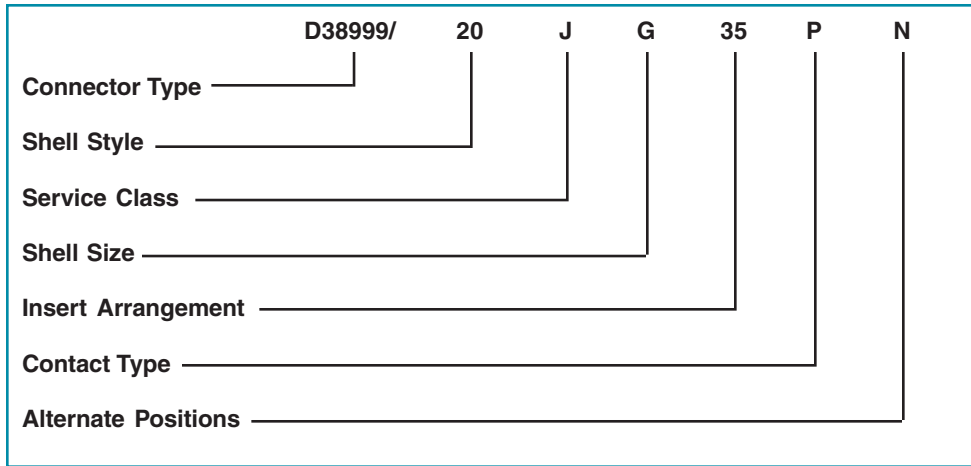 D38999/ 20 J G 35 P N
Connector Type
Shell Style
Service Class
Shell Size
Insert Arrangement
Contact Type
Alternate Positions